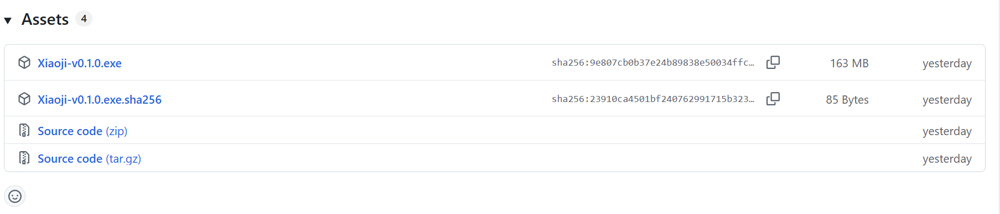 Assets 4
Xiaoji-v0.1.0.exe sha256:9e807cb0b37e24b89838e50034ffc… 163 MB yesterday
Xiaoji-v0.1.0.exe.sha256 sha256:23910ca4501bf240762991715b323… 85 Bytes yesterday
Source code (zip) yesterday
Source code (tar.gz) yesterday